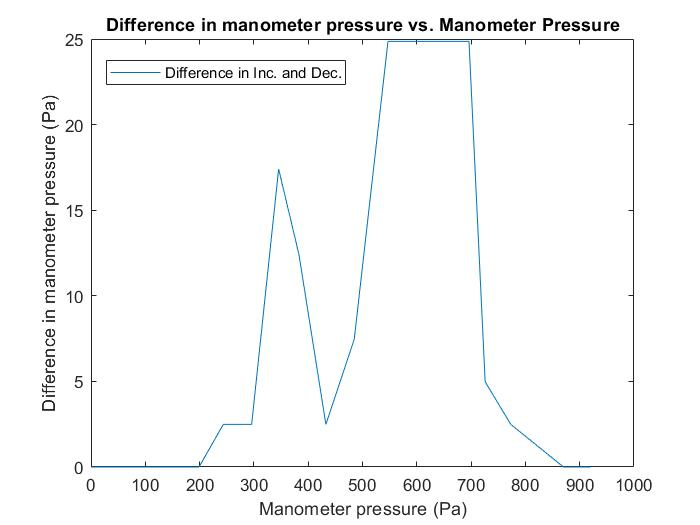 Difference in manometer pressure vs. Manometer Pressure
Difference in Inc. and Dec.
Difference in manometer pressure (Pa)
25
20
15
10
5
0
0 100 200 300 400 500 600 700 800 900 1000
Manometer pressure (Pa)